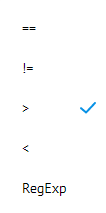 ==
!=
>
<
RegExp